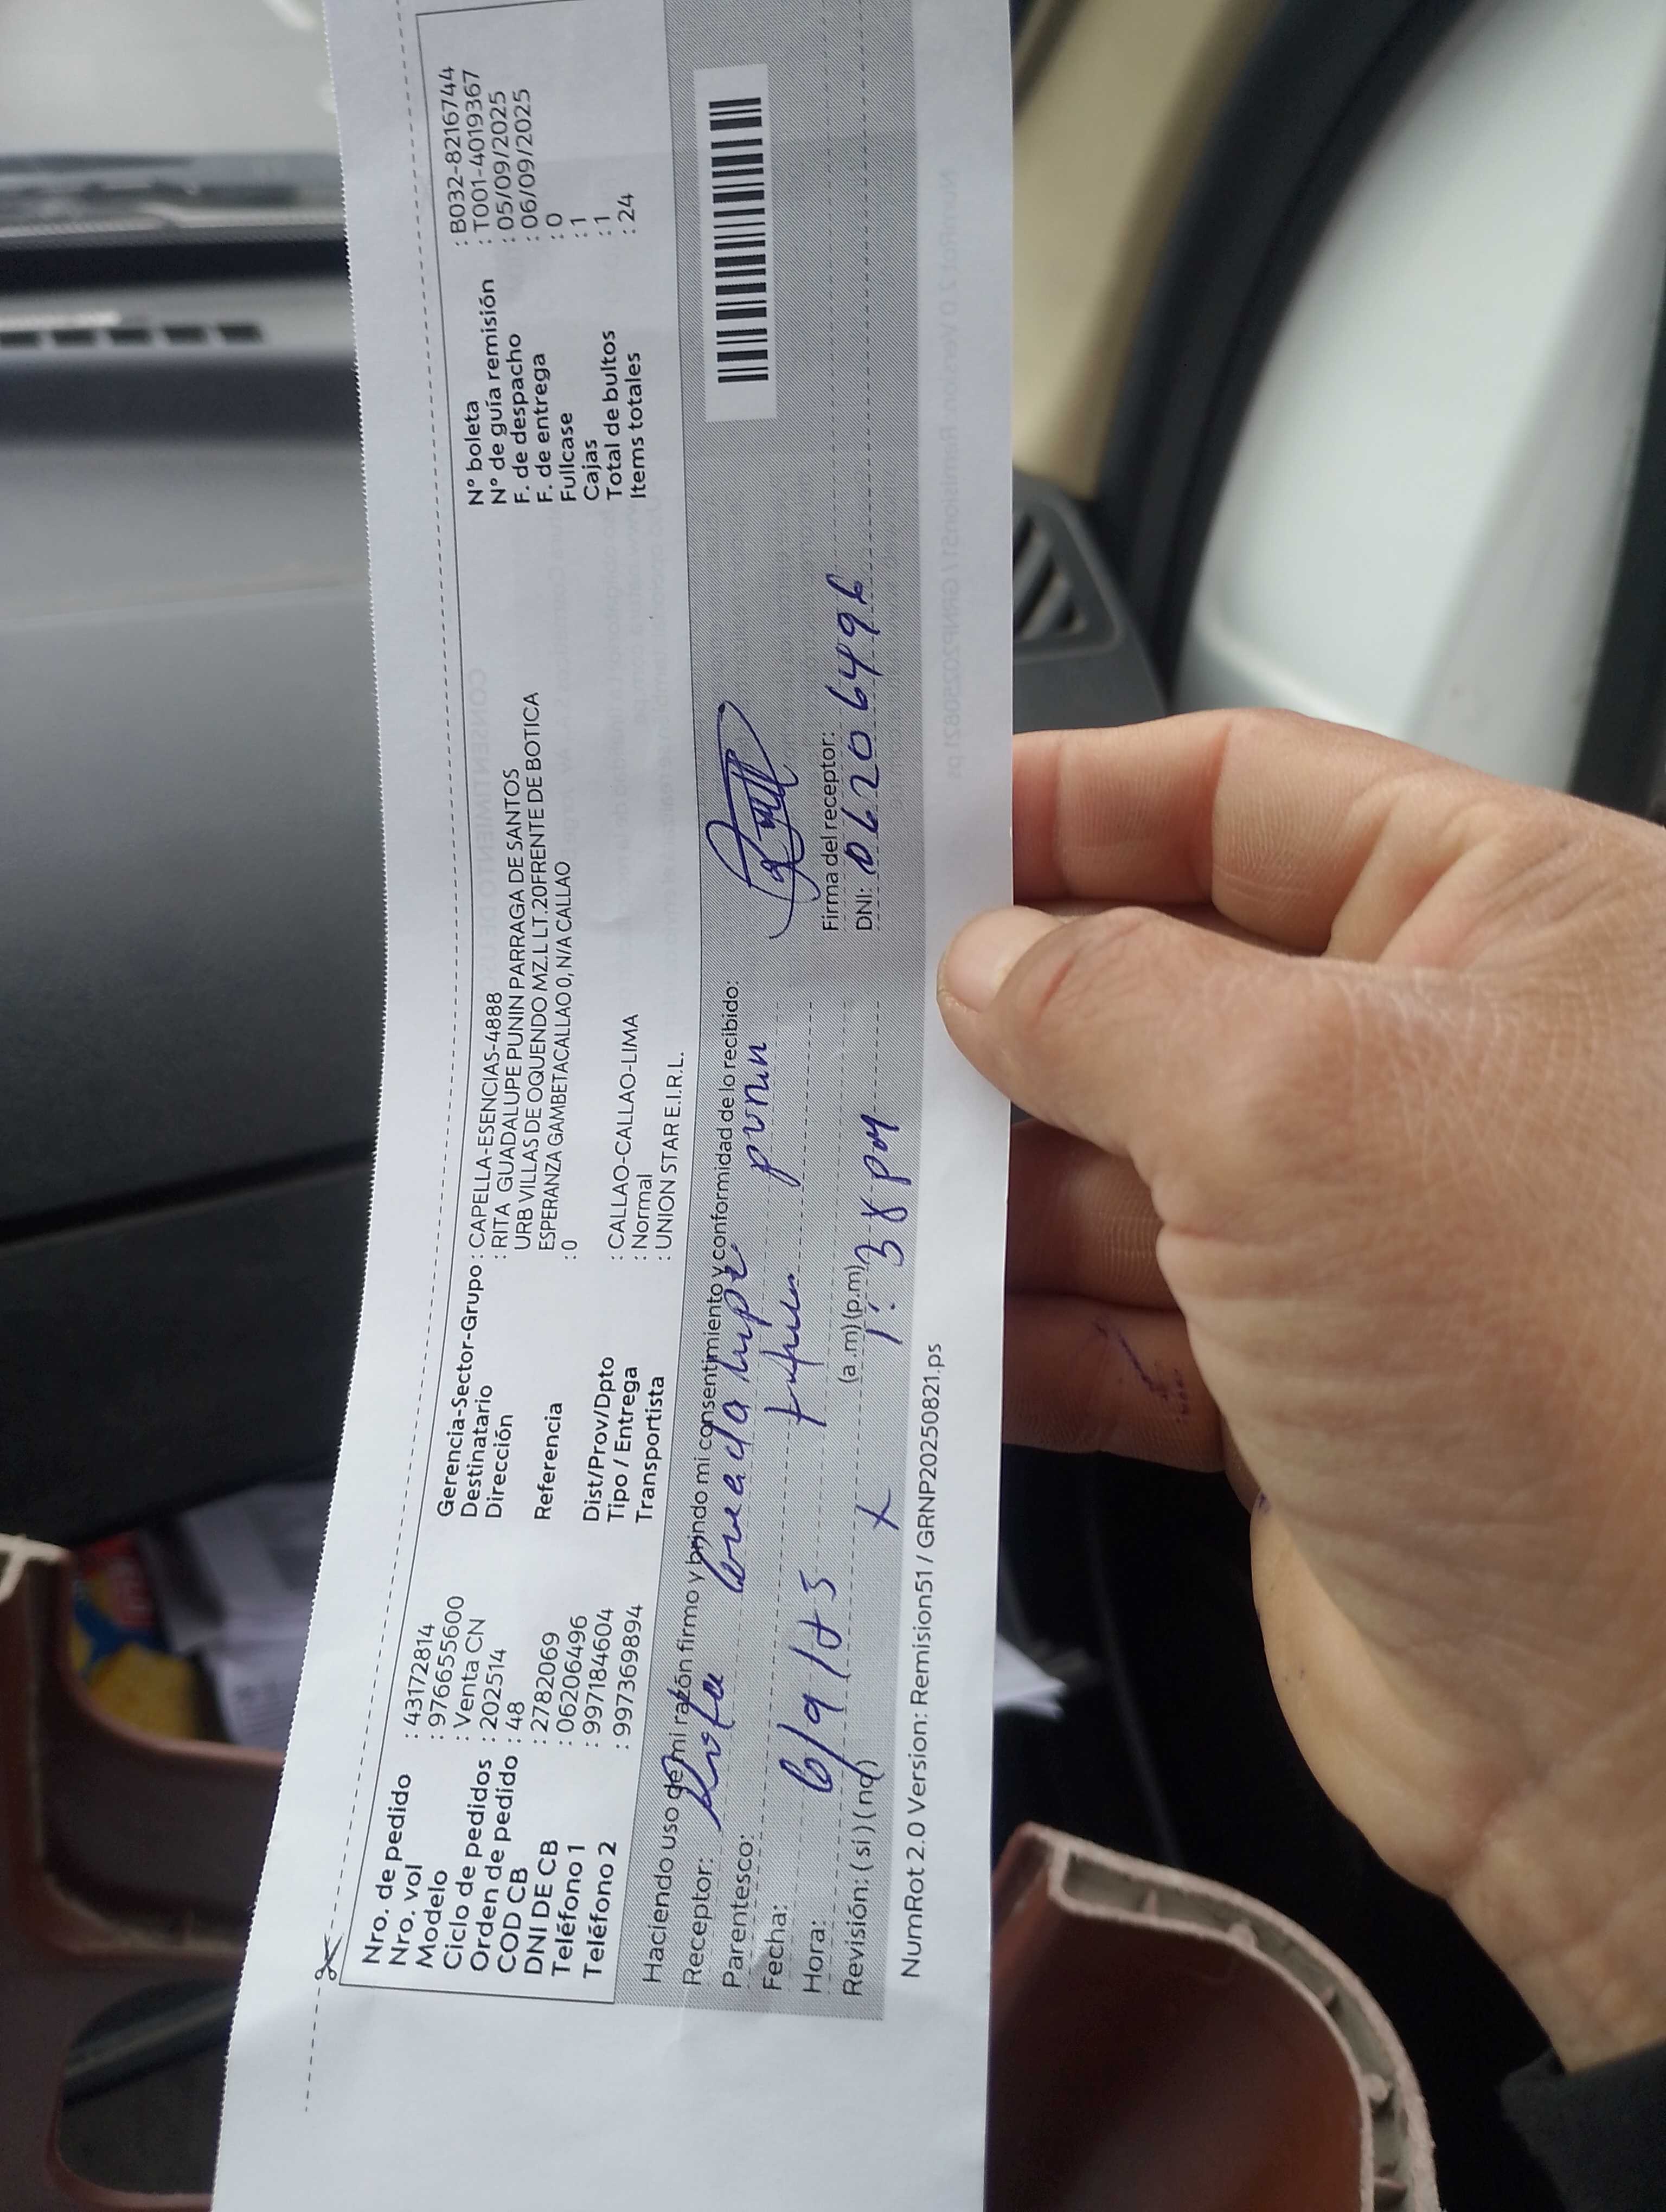 Nro. de pedido : 43172814
Nro. vol : 9766555600
Modelo : Venta CN
Ciclo de pedidos : 202514
Orden de pedido : 48
COD CB : 2782069
DNI DE CB : 06206496
Teléfono 1 : 997184604
Teléfono 2 : 997369894
Gerencia-Sector-Grupo : CAPELLA-ESENCIAS-4888
Destinatario : RITA GUADALUPE PUNIN PARRAGA DE SANTOS
Dirección URB VILLAS DE OQUENDO MZ.L LT.20FRENTE DE BOTICA
ESPERANZA GAMBETACALLAO 0, N/A CALLAO
Referencia : 0
Dist/Prov/Dpto : CALLAO-CALLAO-LIMA
Tipo / Entrega : Normal
Transportista : UNION STAR E.I.R.L.
N° boleta : B032-8216744
N° de guía remisión : T001-4019367
F. de despacho : 05/09/2025
F. de entrega : 06/09/2025
Fullcase : 0
Cajas : 1
Total de bultos : 1
Items totales : 24
Haciendo uso de mi razón firmo y brindo mi consentimiento y conformidad de lo recibido:
Receptor: Rita Guadalupe punin
Parentesco:
Fecha: 6/9/25
Hora: (a.m) (p.m) 1:38 pm
Revisión: (si) (no) X
Firma del receptor:
DNI: 06206496
NumRot 2.0 Version: Remision51 / GRNP20250821.ps